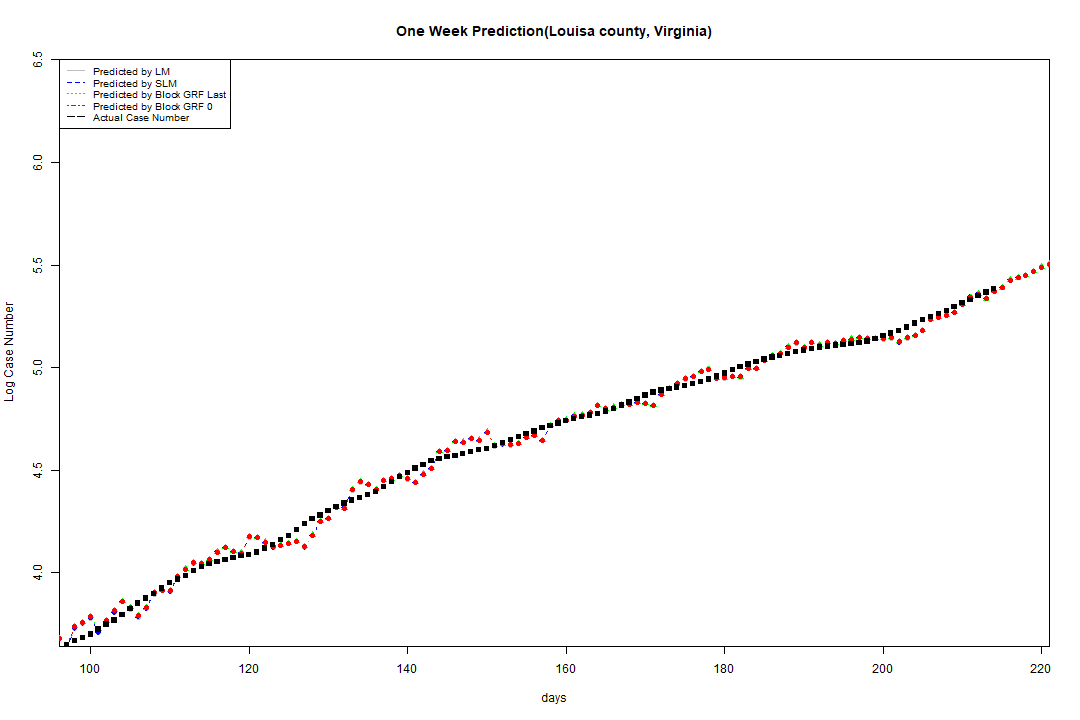 One Week Prediction(Louisa county, Virginia)
6.5
Predicted by LM
Predicted by SLM
Predicted by Block GRF Last
Predicted by Block GRF 0
Actual Case Number
6.0
5.5
5.0
4.5
4.0
Log Case Number
100 120 140 160 180 200 220
days